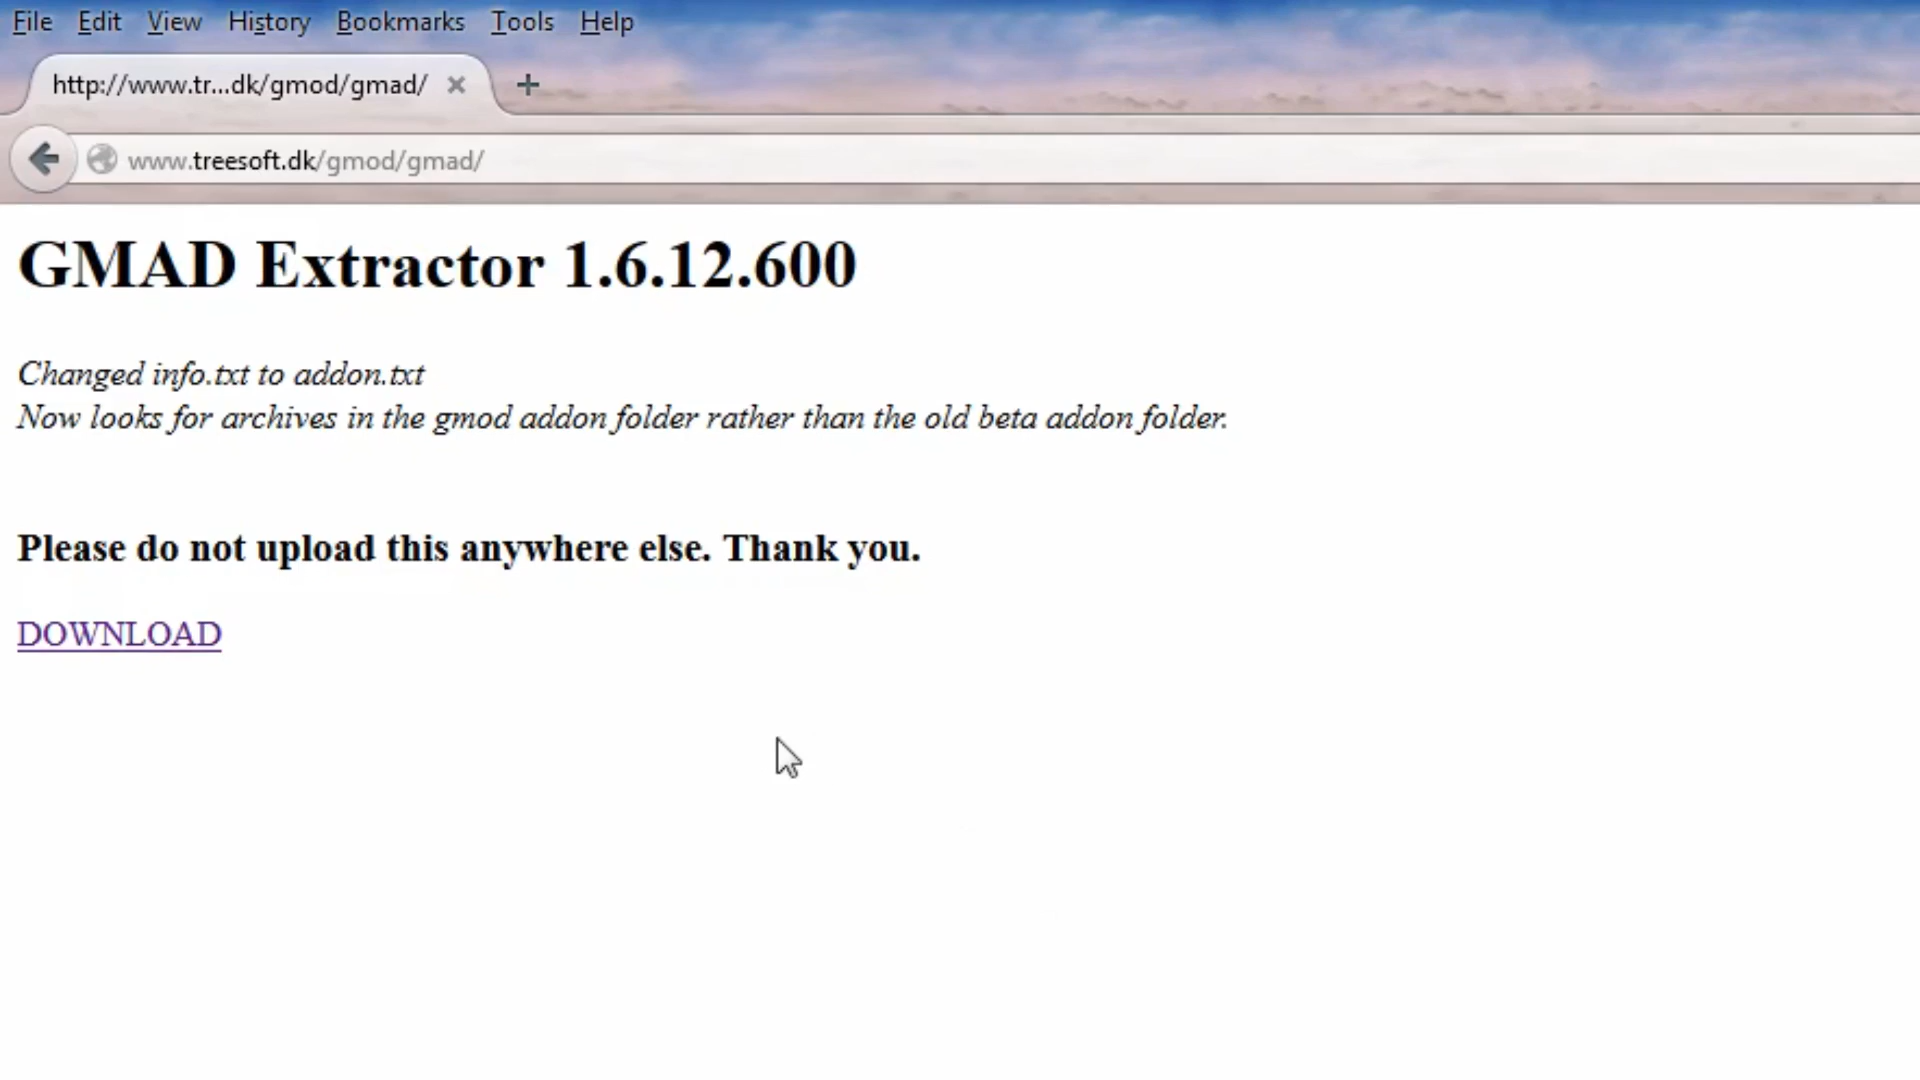 File Edit View History Bookmarks Tools Help
http://www.tr...dk/gmod/gmad/
www.treesoft.dk/gmod/gmad/
GMAD Extractor 1.6.12.600
Changed info.txt to addon.txt
Now looks for archives in the gmod addon folder rather than the old beta addon folder.
Please do not upload this anywhere else. Thank you.
DOWNLOAD